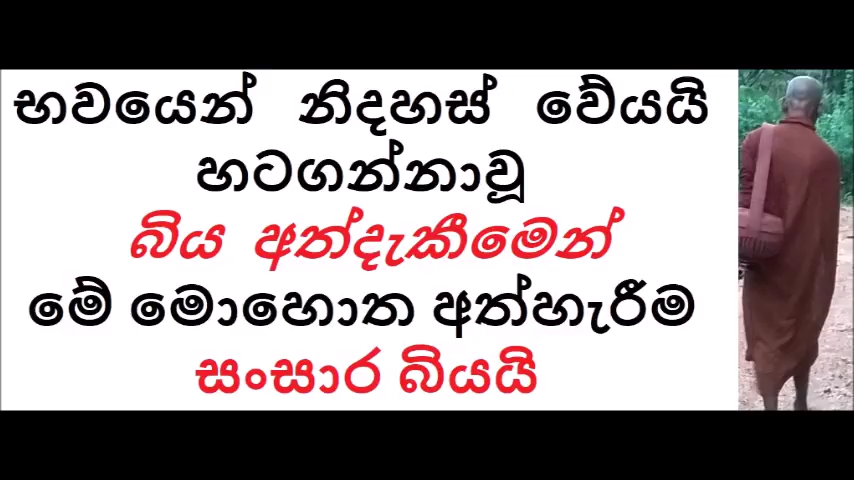 භවයෙන් නිදහස් වේයයි
හටගන්නාවූ
බිය අත්දැකීමෙන්
මේ මොහොත අත්හැරීම
සංසාර බියයි